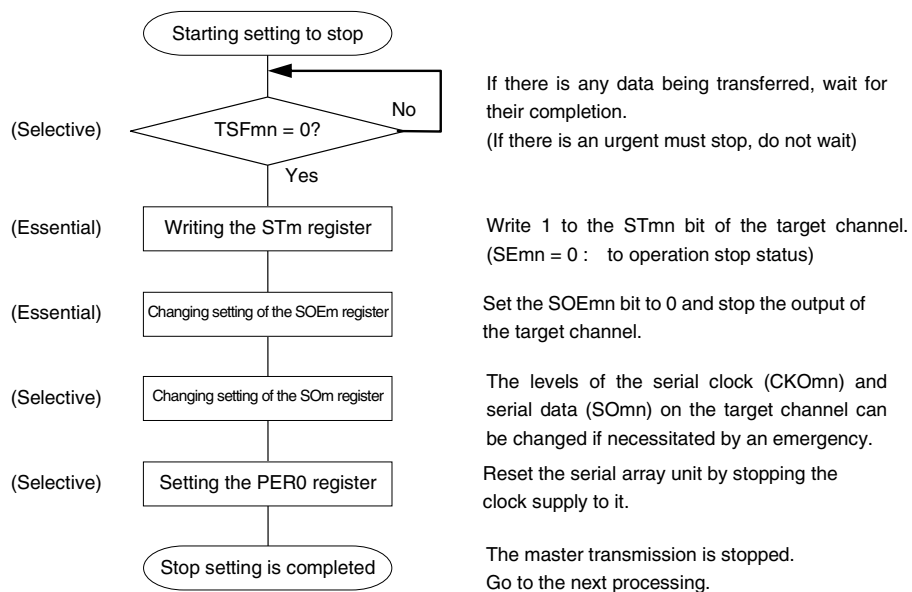 Starting setting to stop
No
If there is any data being transferred, wait for
their completion.
(If there is an urgent must stop, do not wait)
(Selective)
TSFmn = 0?
Yes
(Essential)
Writing the STm register
Write 1 to the STmn bit of the target channel.
(SEmn = 0 : to operation stop status)
(Essential)
Changing setting of the SOEm register
Set the SOEmn bit to 0 and stop the output of
the target channel.
(Selective)
Changing setting of the SOm register
The levels of the serial clock (CKOmn) and
serial data (SOmn) on the target channel can
be changed if necessitated by an emergency.
(Selective)
Setting the PER0 register
Reset the serial array unit by stopping the
clock supply to it.
Stop setting is completed
The master transmission is stopped.
Go to the next processing.